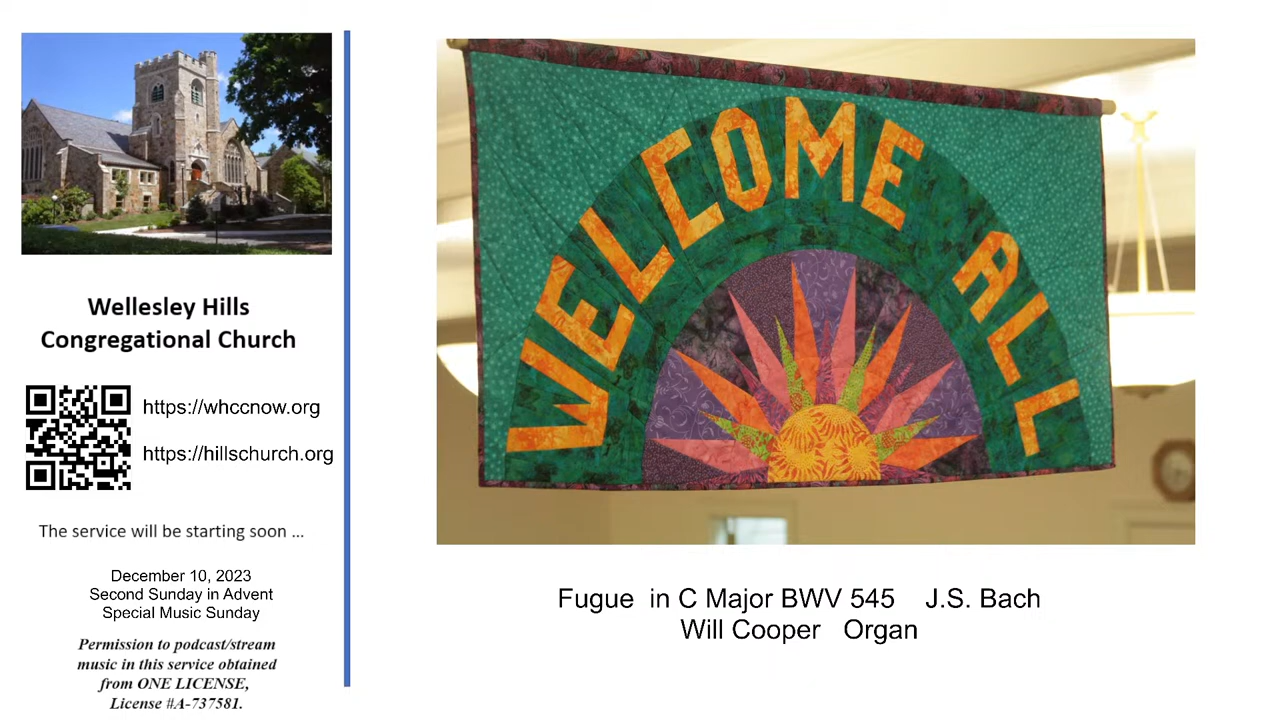 Wellesley Hills
Congregational Church
https://whccnow.org
https://hillschurch.org
The service will be starting soon ...
December 10, 2023
Second Sunday in Advent
Special Music Sunday
Permission to podcast/stream
music in this service obtained
from ONE LICENSE,
License #A-737581.
WELCOME ALL
Fugue  in C Major BWV 545    J.S. Bach
Will Cooper   Organ